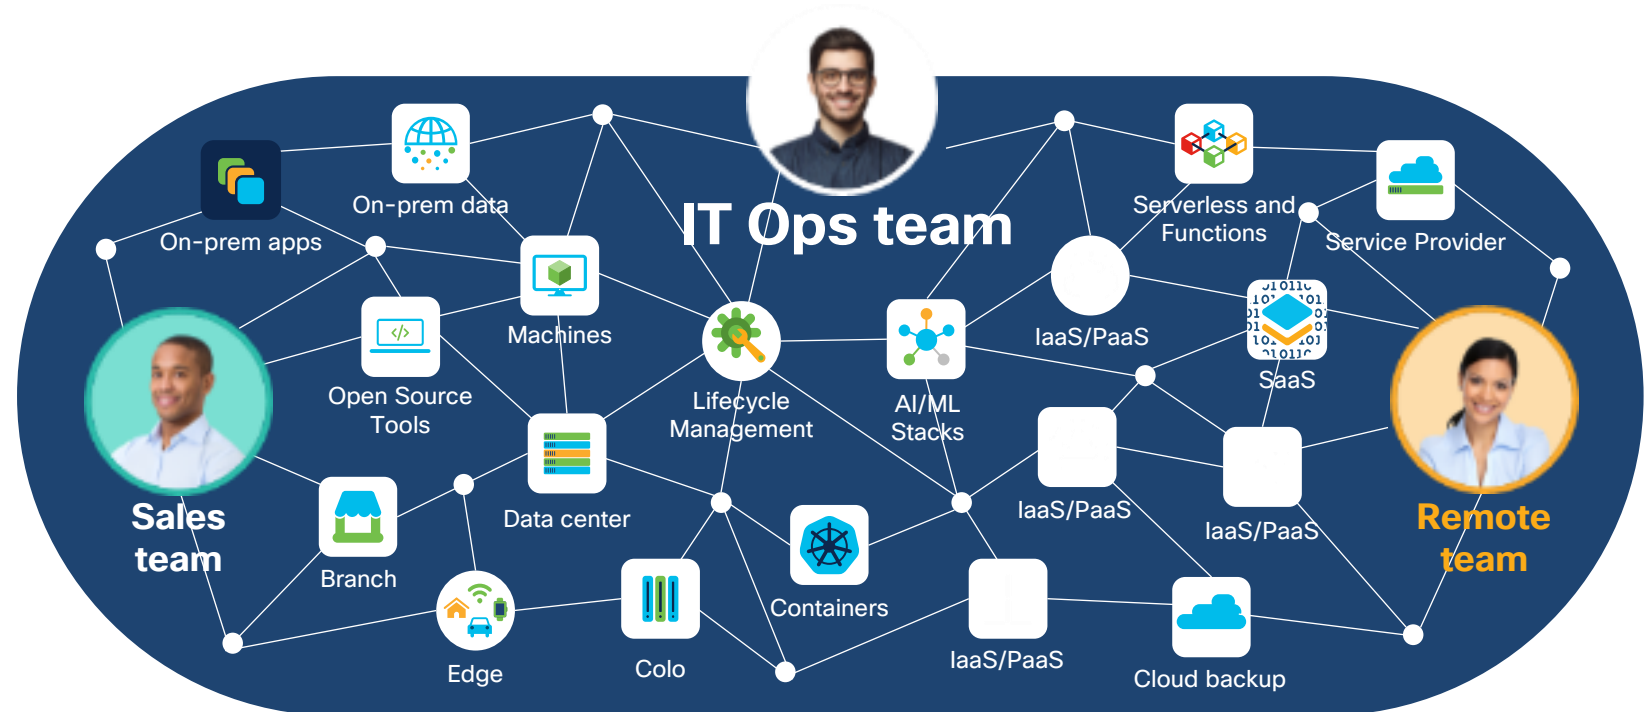 IT Ops team
On-prem data
On-prem apps
Serverless and
Functions
Service Provider
Machines
IaaS/PaaS
SaaS
</>
Open Source
Tools
Lifecycle
Management
AI/ML
Stacks
Sales
team
Data center
IaaS/PaaS
IaaS/PaaS
Remote
team
Branch
Containers
Edge
Colo
IaaS/PaaS
Cloud backup